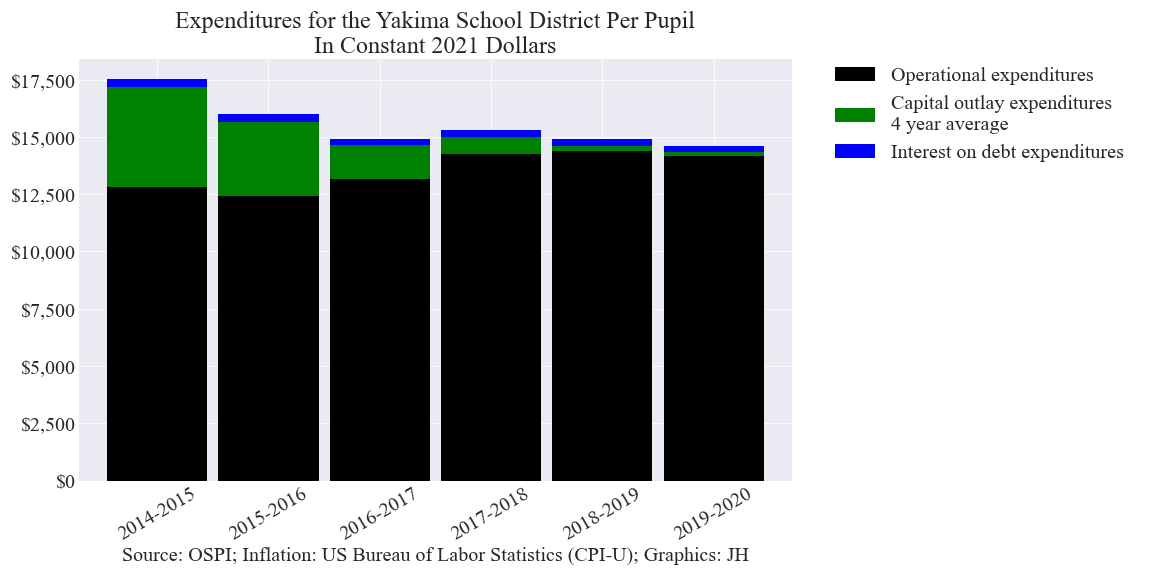 Expenditures for the Yakima School District Per Pupil
In Constant 2021 Dollars
$17,500
$15,000
$12,500
$10,000
$7,500
$5,000
$2,500
$0
2014-2015
2015-2016
2016-2017
2017-2018
2018-2019
2019-2020
Source: OSPI; Inflation: US Bureau of Labor Statistics (CPI-U); Graphics: JH
Operational expenditures
Capital outlay expenditures
4 year average
Interest on debt expenditures